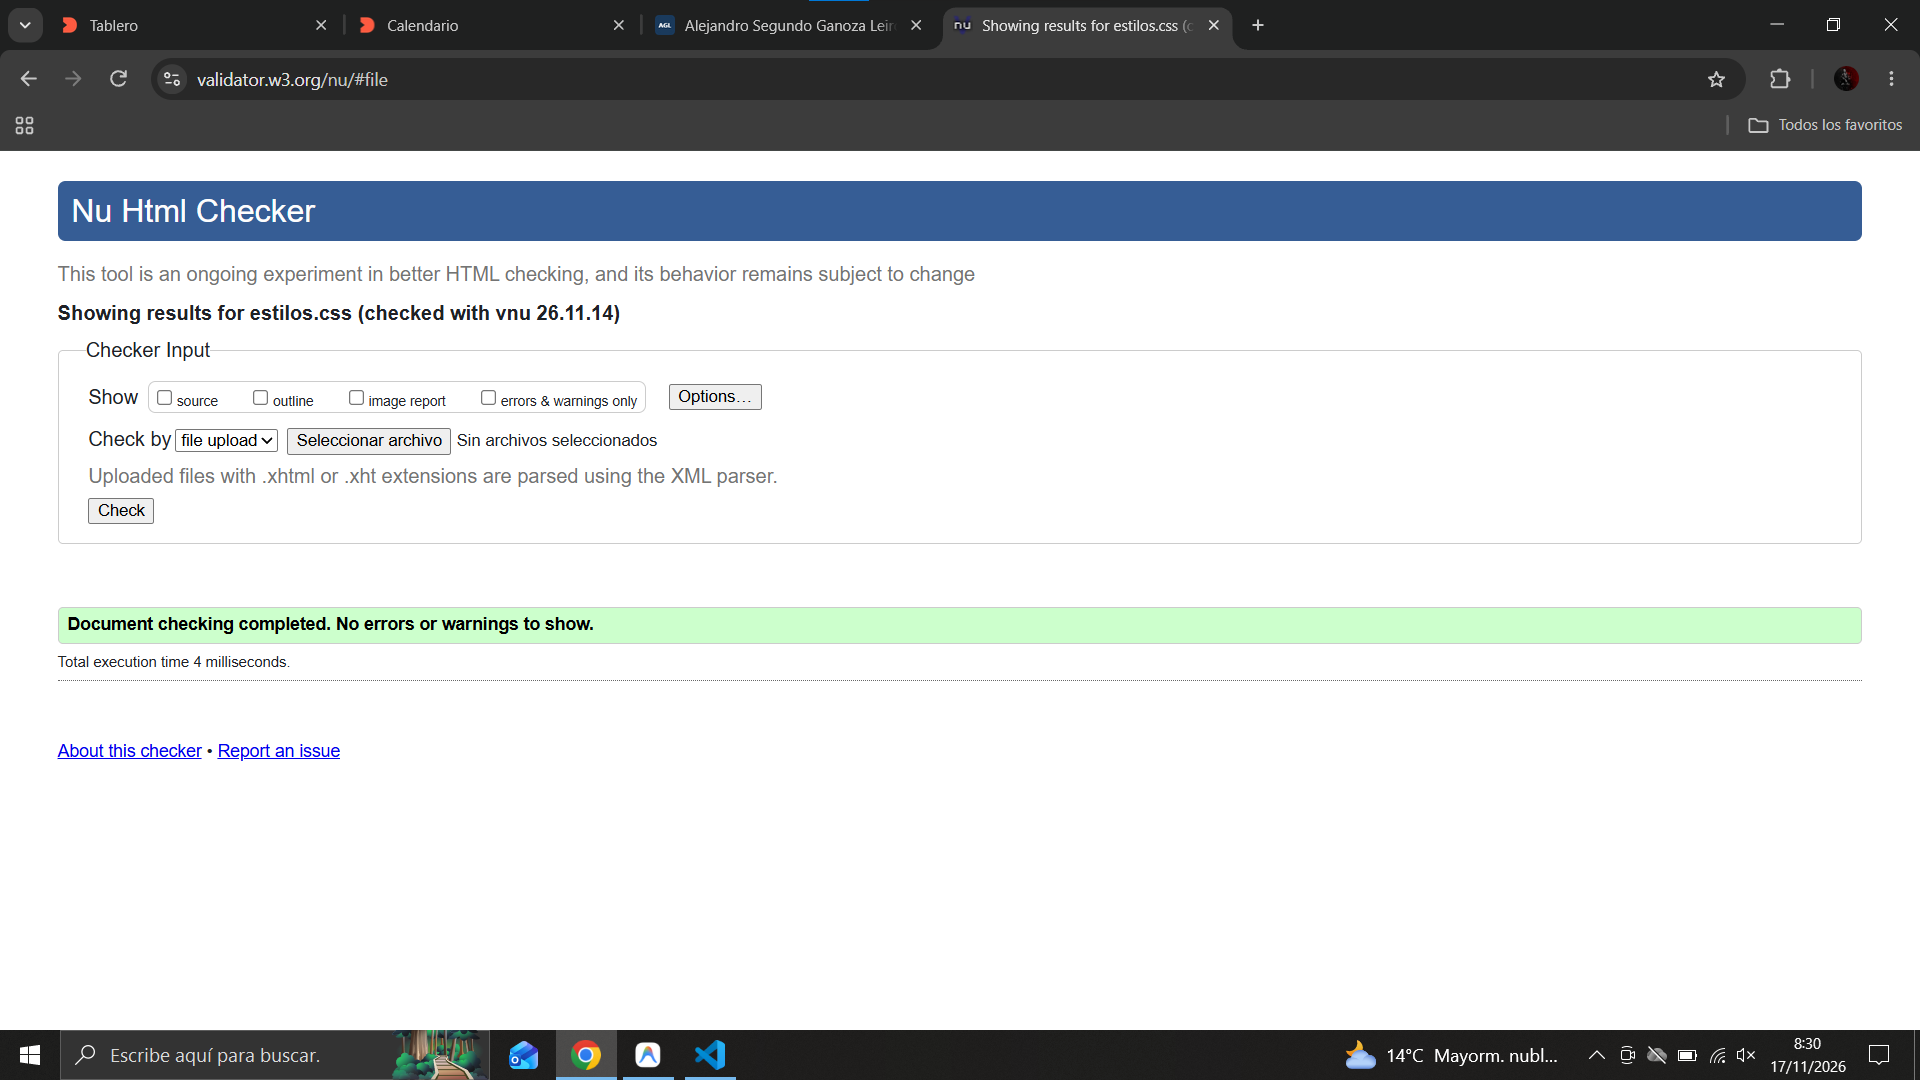 Tablero
Calendario
AGL
Alejandro Segundo Ganoza Leir
nu
Showing results for estilos.css (c
validator.w3.org/nu/#file
Todos los favoritos
Nu Html Checker
This tool is an ongoing experiment in better HTML checking, and its behavior remains subject to change
Showing results for estilos.css (checked with vnu 26.11.14)
Checker Input
Show source outline image report errors & warnings only Options…
Check by file upload Seleccionar archivo Sin archivos seleccionados
Uploaded files with .xhtml or .xht extensions are parsed using the XML parser.
Check
Document checking completed. No errors or warnings to show.
Total execution time 4 milliseconds.
About this checker • Report an issue
Escribe aquí para buscar.
14°C Mayorm. nubl...
8:30
17/11/2026